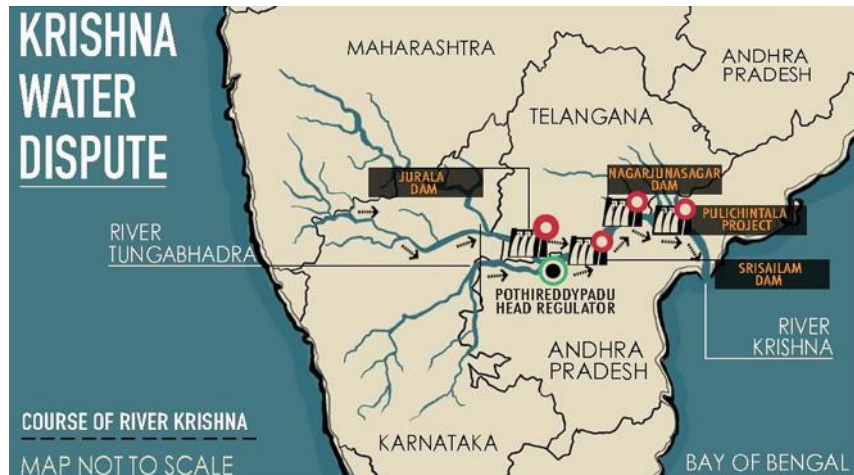 KRISHNA
WATER
DISPUTE
MAHARASHTRA
ANDHRA
PRADESH
TELANGANA
JURALA
DAM
NAGARJUNASAGAR
DAM
PULICHINTALA
PROJECT
RIVER
TUNGABHADRA
SRISAILAM
DAM
POTHIREDDYPADU
HEAD REGULATOR
RIVER
KRISHNA
ANDHRA
PRADESH
COURSE OF RIVER KRISHNA
KARNATAKA
MAP NOT TO SCALE
BAY OF BENGAL